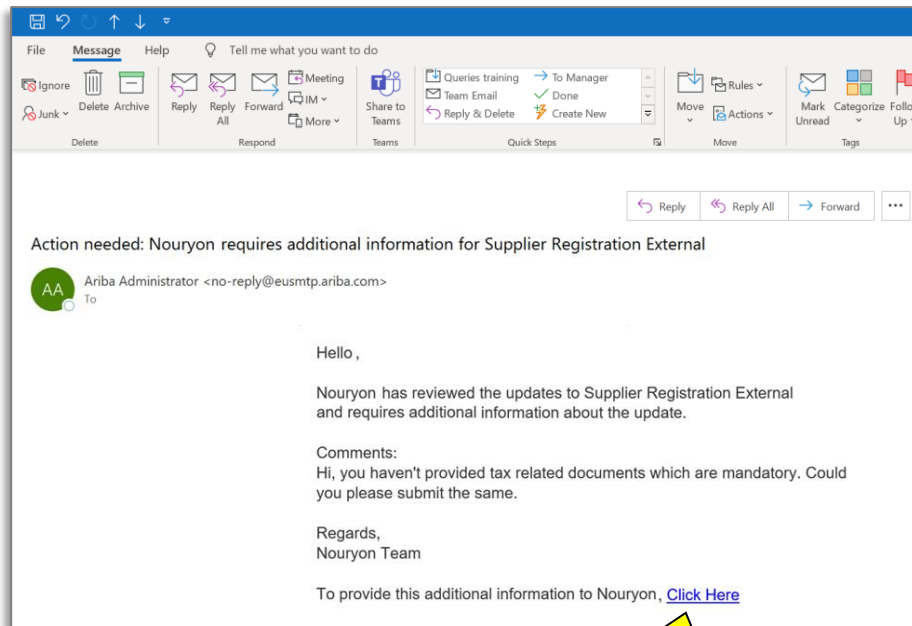 File Message Help Tell me what you want to do
Ignore
Junk
Delete Archive
Reply Reply All Forward
Meeting
IM
More
Share to Teams
Queries training To Manager
Team Email Done
Reply & Delete Create New
Move
Rules
Actions
Mark Unread Categorize Follo
Up
Delete Respond Teams Quick Steps Move Tags
Reply Reply All Forward
Action needed: Nouryon requires additional information for Supplier Registration External
AA
Ariba Administrator <no-reply@eusmtp.ariba.com>
To
Hello ,
Nouryon has reviewed the updates to Supplier Registration External
and requires additional information about the update.
Comments:
Hi, you haven't provided tax related documents which are mandatory. Could
you please submit the same.
Regards,
Nouryon Team
To provide this additional information to Nouryon, Click Here